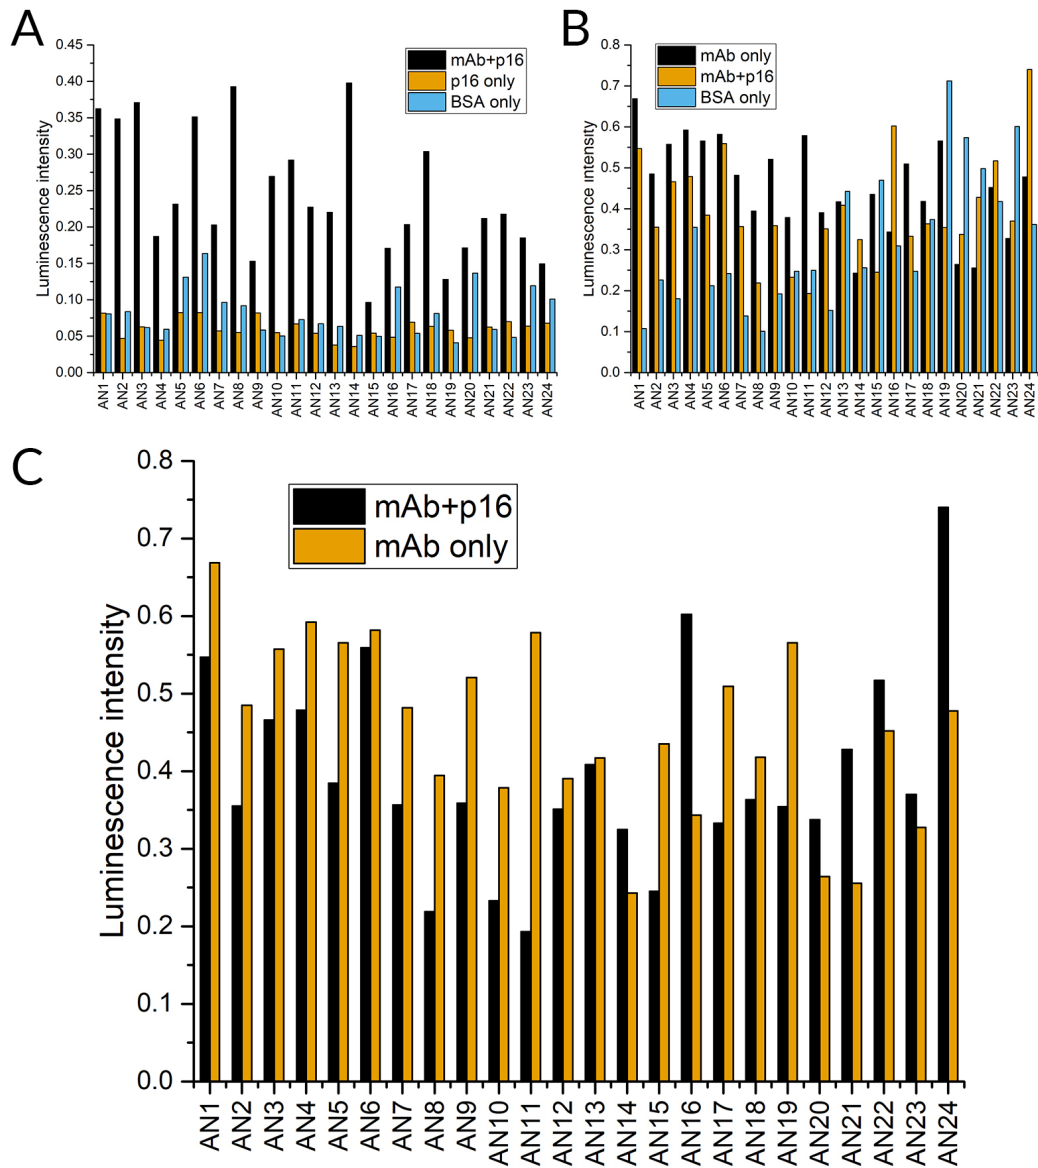 A
Luminescence intensity
0.45
0.40
0.35
0.30
0.25
0.20
0.15
0.10
0.05
0.00
mAb+p16
p16 only
BSA only
AN1 AN2 AN3 AN4 AN5 AN6 AN7 AN8 AN9 AN10 AN11 AN12 AN13 AN14 AN15 AN16 AN17 AN18 AN19 AN20 AN21 AN22 AN23 AN24
B
Luminescence intensity
0.8
0.7
0.6
0.5
0.4
0.3
0.2
0.1
0.0
mAb only
mAb+p16
BSA only
AN1 AN2 AN3 AN4 AN5 AN6 AN7 AN8 AN9 AN10 AN11 AN12 AN13 AN14 AN15 AN16 AN17 AN18 AN19 AN20 AN21 AN22 AN23 AN24
C
Luminescence intensity
0.8
0.7
0.6
0.5
0.4
0.3
0.2
0.1
0.0
mAb+p16
mAb only
AN1 AN2 AN3 AN4 AN5 AN6 AN7 AN8 AN9 AN10 AN11 AN12 AN13 AN14 AN15 AN16 AN17 AN18 AN19 AN20 AN21 AN22 AN23 AN24